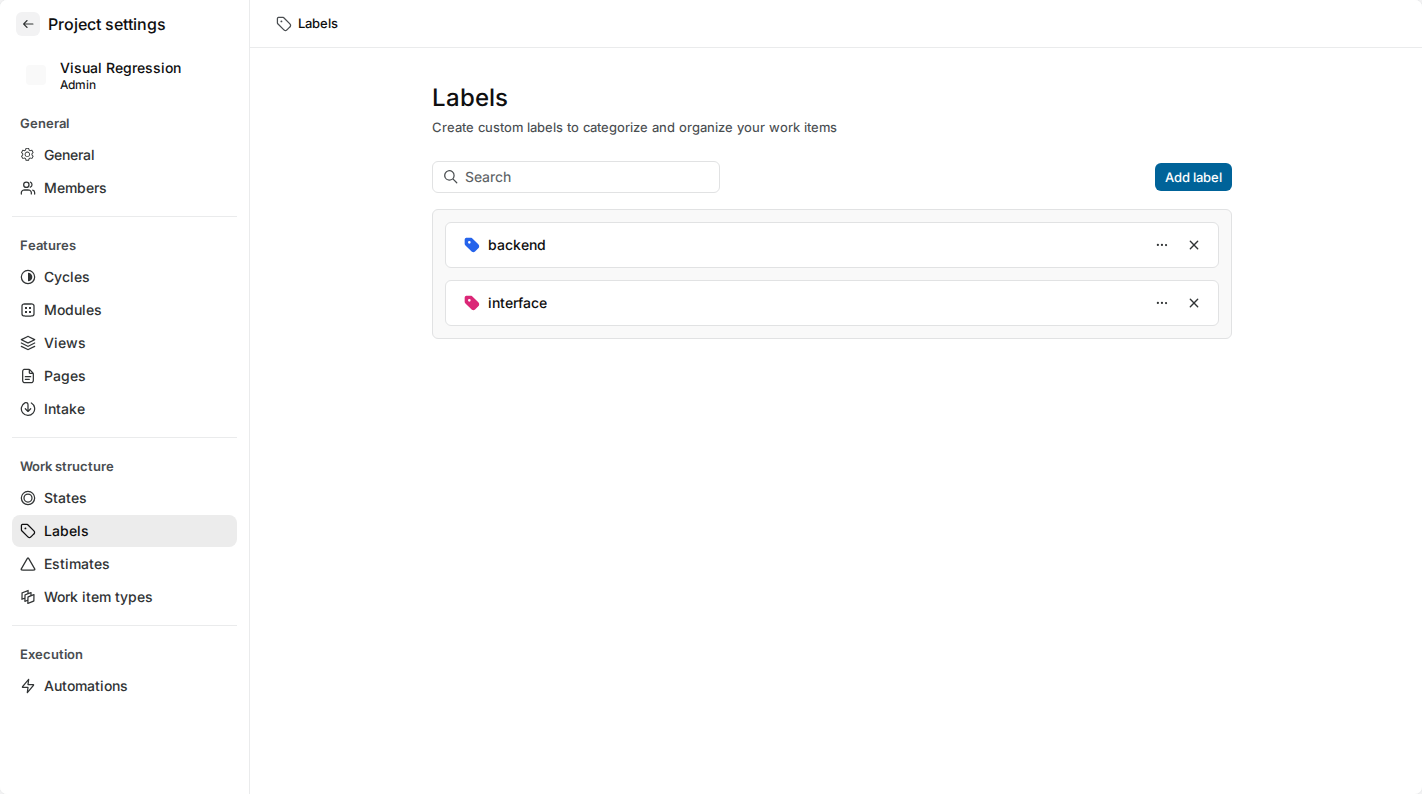 Project settings
Visual Regression
Admin
General
General
Members
Features
Cycles
Modules
Views
Pages
Intake
Work structure
States
Labels
Estimates
Work item types
Execution
Automations
Labels
Labels
Create custom labels to categorize and organize your work items
Search
Add label
backend
interface